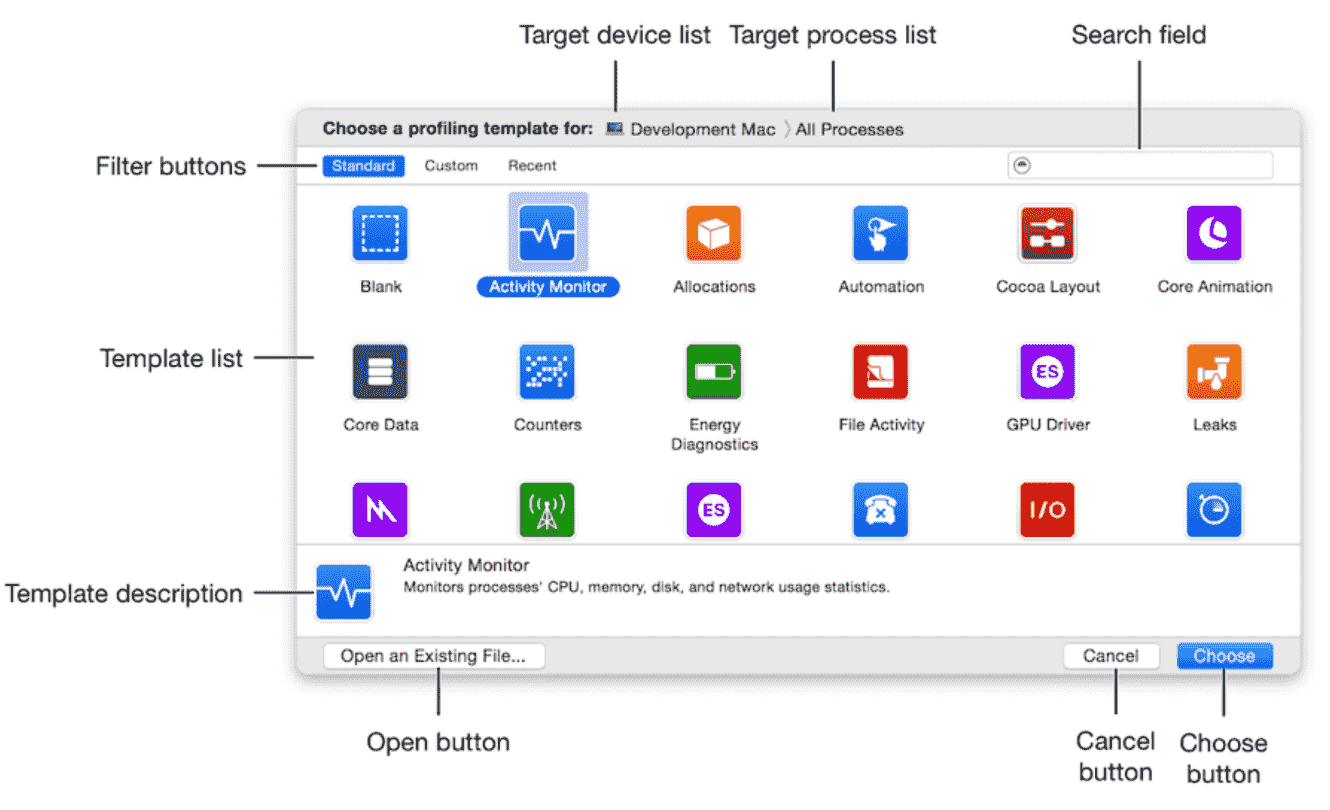 Target device list
Target process list
Search field
Choose a profiling template for:
Development Mac
All Processes
Filter buttons
Standard
Custom
Recent
Blank
Activity Monitor
Allocations
Automation
Cocoa Layout
Core Animation
Template list
Core Data
Counters
Energy
Diagnostics
File Activity
ES
GPU Driver
Leaks
ES
I/O
Template description
Activity Monitor
Monitors processes' CPU, memory, disk, and network usage statistics.
Open an Existing File...
Cancel
Choose
Open button
Cancel
button
Choose
button